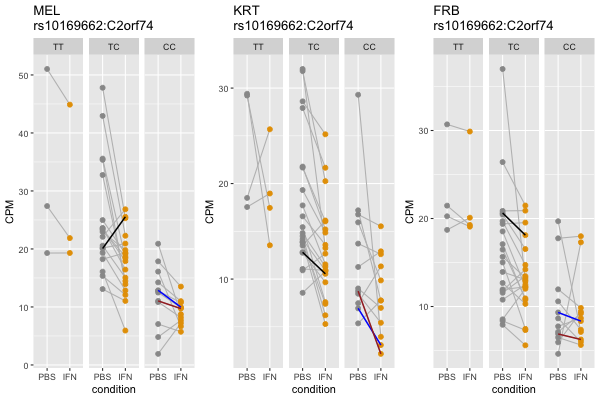 MEL
rs10169662:C2orf74
TT TC CC
CPM
50
40
30
20
10
0
PBS IFN PBS IFN PBS IFN
condition
KRT
rs10169662:C2orf74
TT TC CC
CPM
30
20
10
PBS IFN PBS IFN PBS IFN
condition
FRB
rs10169662:C2orf74
TT TC CC
CPM
30
20
10
PBS IFN PBS IFN PBS IFN
condition